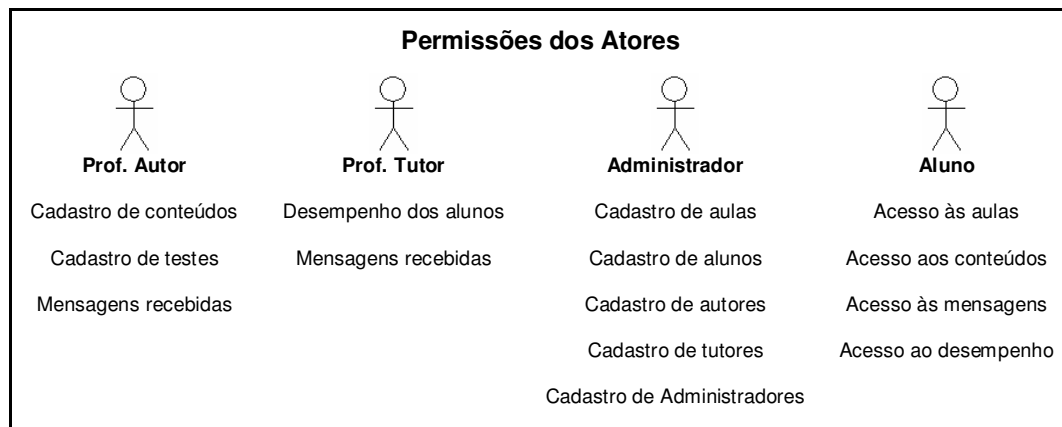 Permissões dos Atores
Prof. Autor
Cadastro de conteúdos
Cadastro de testes
Mensagens recebidas
Prof. Tutor
Desempenho dos alunos
Mensagens recebidas
Administrador
Cadastro de aulas
Cadastro de alunos
Cadastro de autores
Cadastro de tutores
Cadastro de Administradores
Aluno
Acesso às aulas
Acesso aos conteúdos
Acesso às mensagens
Acesso ao desempenho